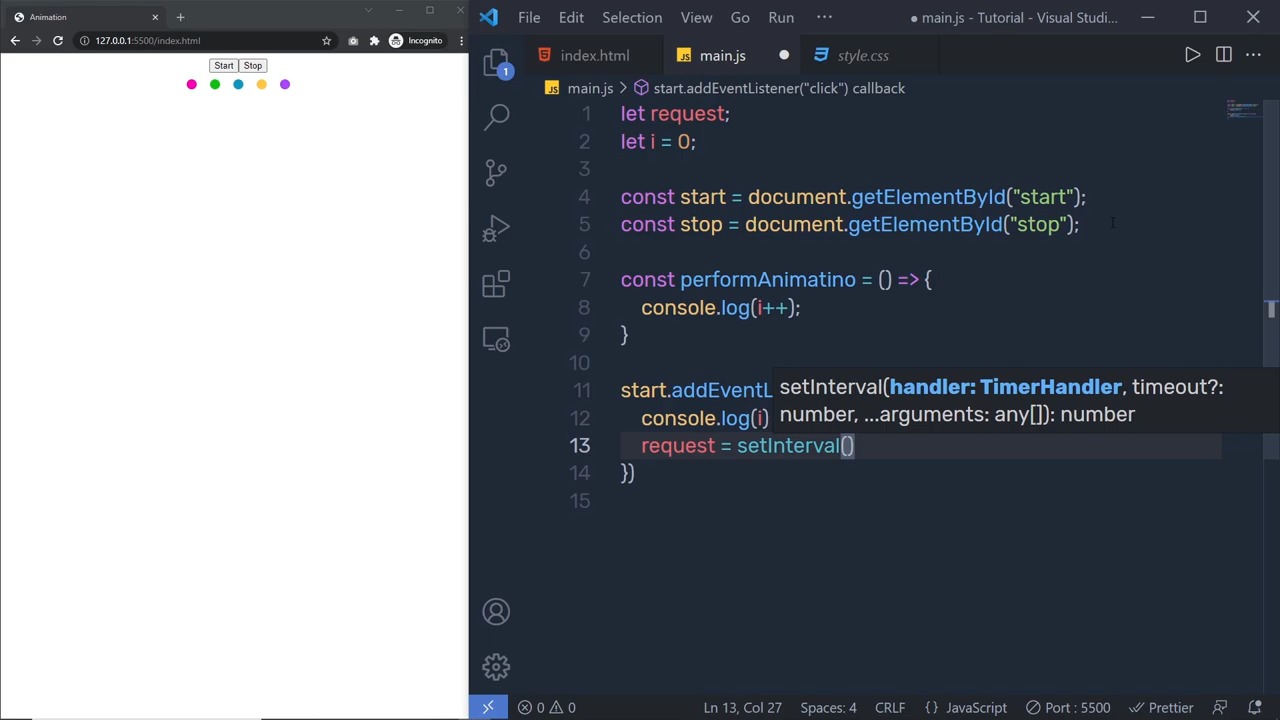 Animation
127.0.0.1:5500/index.html
Incognito
Start Stop
File Edit Selection View Go Run ··· ● main.js - Tutorial - Visual Studi...
index.html main.js style.css
main.js > start.addEventListener("click") callback
1 let request;
2 let i = 0;
3
4 const start = document.getElementById("start");
5 const stop = document.getElementById("stop");
6
7 const performAnimatino = () => {
8 console.log(i++);
9 }
10
11 start.addEventL
12 console.log(i)
13 request = setInterval()
14 })
15
setInterval(handler: TimerHandler, timeout?:
number, ...arguments: any[]): number
1
0 0 Ln 13, Col 27 Spaces: 4 CRLF {} JavaScript Port : 5500 Prettier